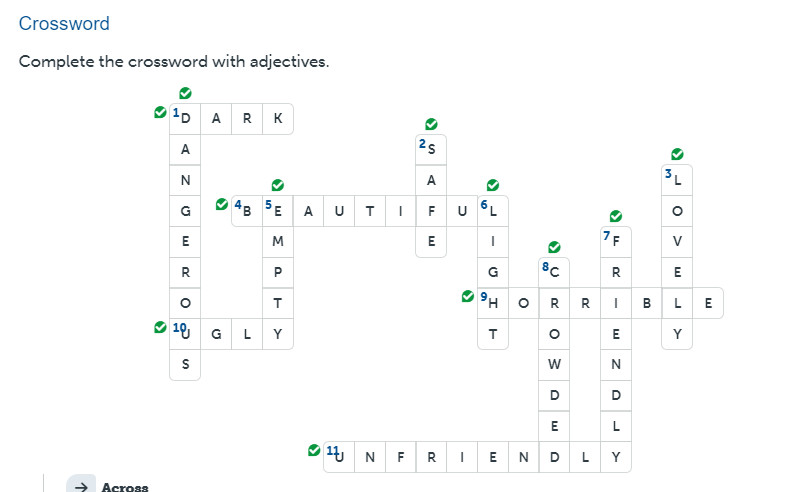 Crossword
Complete the crossword with adjectives.
1D A R K
A 2S
N A 3L
G 4B 5E A U T I F U 6L O
E M E I 7F V
R P G 8C R E
O T 9H O R R I B L E
10U G L Y T O E Y
S W N
D D
E L
11U N F R I E N D L Y
Across